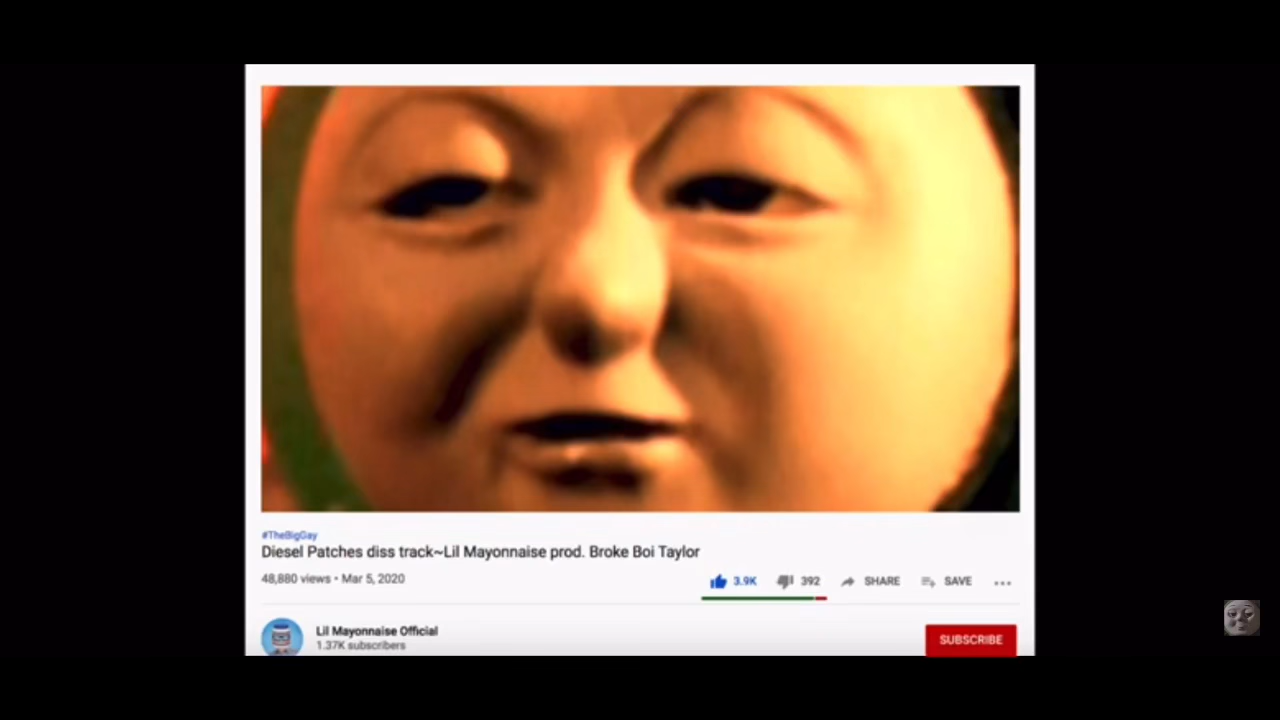 #TheBigGay
Diesel Patches diss track~Lil Mayonnaise prod. Broke Boi Taylor
48,880 views • Mar 5, 2020
3.9K 392 SHARE SAVE
Lil Mayonnaise Official
1.37K subscribers
SUBSCRIBE